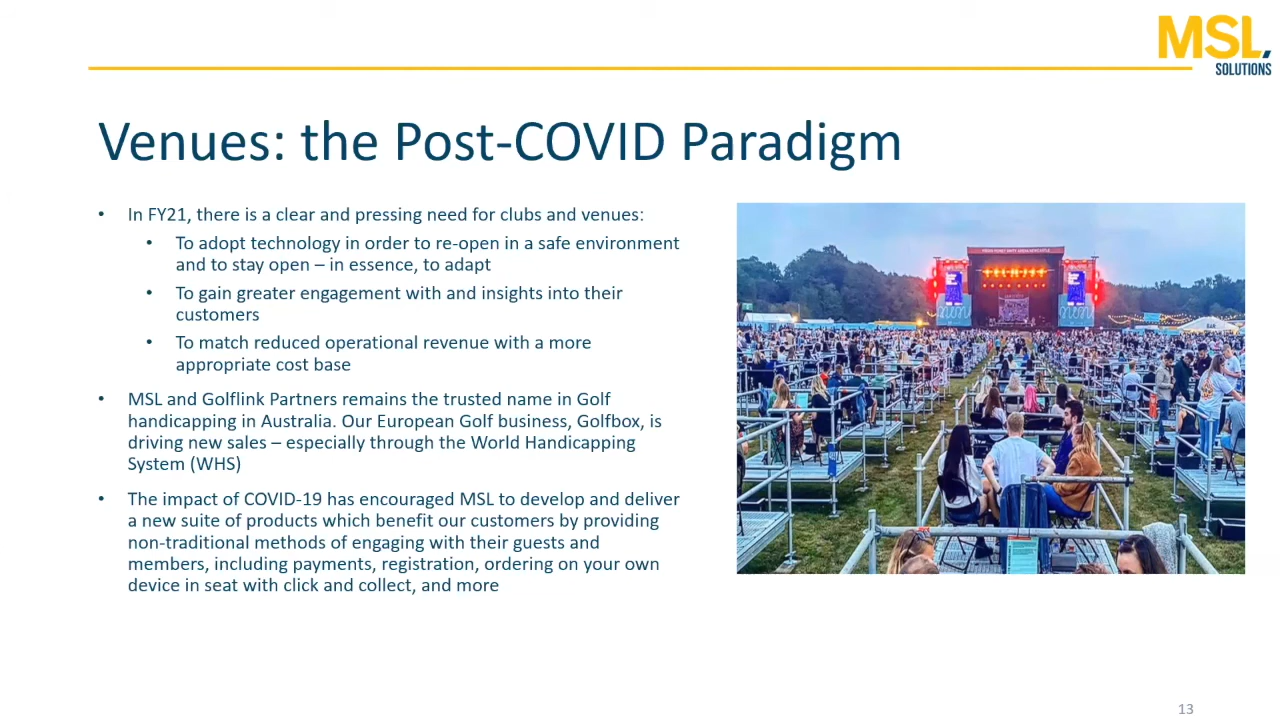 MSL
SOLUTIONS
Venues: the Post-COVID Paradigm
• In FY21, there is a clear and pressing need for clubs and venues:
• To adopt technology in order to re-open in a safe environment
and to stay open – in essence, to adapt
• To gain greater engagement with and insights into their
customers
• To match reduced operational revenue with a more
appropriate cost base
• MSL and Golflink Partners remains the trusted name in Golf
handicapping in Australia. Our European Golf business, Golfbox, is
driving new sales – especially through the World Handicapping
System (WHS)
• The impact of COVID-19 has encouraged MSL to develop and deliver
a new suite of products which benefit our customers by providing
non-traditional methods of engaging with their guests and
members, including payments, registration, ordering on your own
device in seat with click and collect, and more
BAR
13